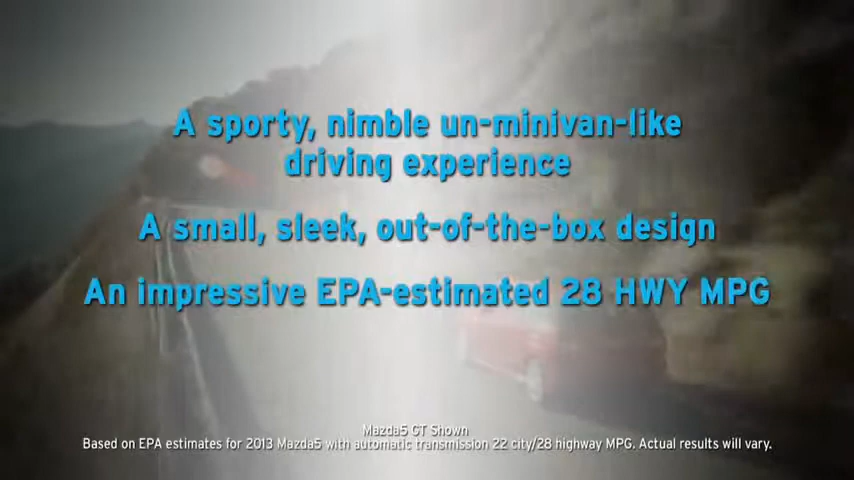 A sporty, nimble un-minivan-like
driving experience
A small, sleek, out-of-the-box design
An impressive EPA-estimated 28 HWY MPG
Mazda5 GT Shown
Based on EPA estimates for 2013 Mazda5 with automatic transmission 22 city/28 highway MPG. Actual results will vary.